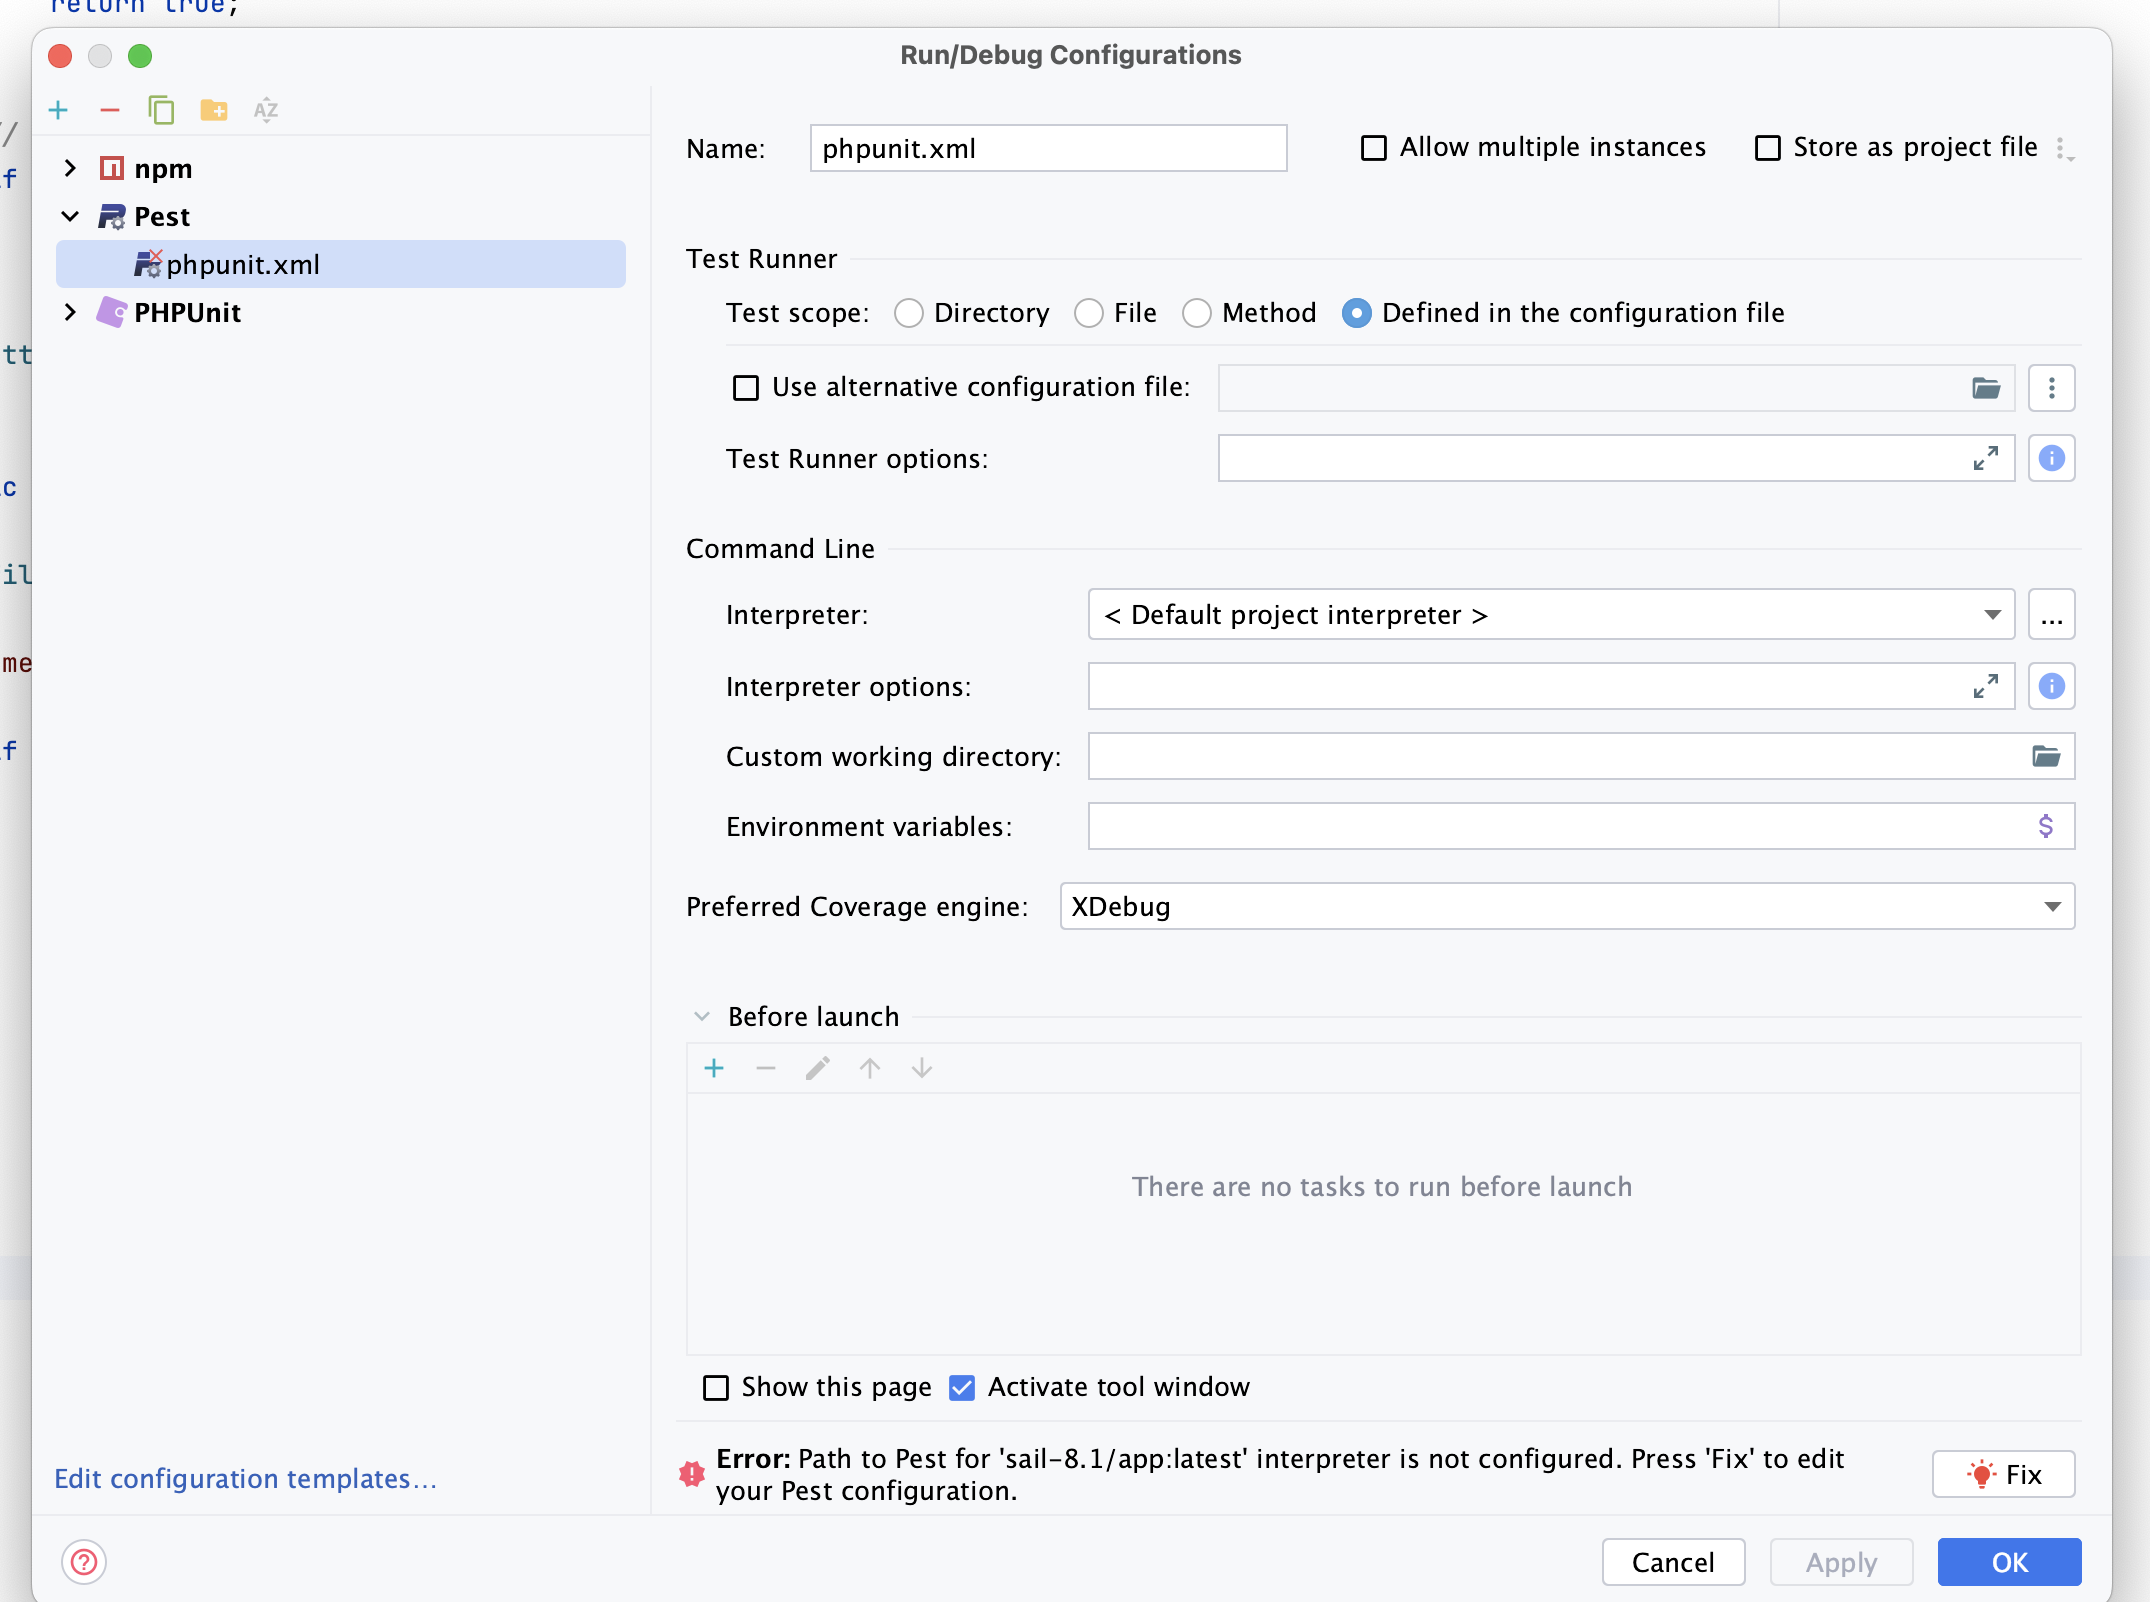 return true;
Run/Debug Configurations
//
f
tt
c
il
me
f
AZ
npm
Pest
phpunit.xml
PHPUnit
Name: phpunit.xml Allow multiple instances Store as project file
Test Runner
Test scope: Directory File Method Defined in the configuration file
Use alternative configuration file:
Test Runner options:
Command Line
Interpreter: < Default project interpreter > ...
Interpreter options:
Custom working directory:
Environment variables: $
Preferred Coverage engine: XDebug
Before launch
There are no tasks to run before launch
Show this page Activate tool window
Error: Path to Pest for 'sail-8.1/app:latest' interpreter is not configured. Press 'Fix' to edit
your Pest configuration.
Fix
Edit configuration templates...
? Cancel Apply OK